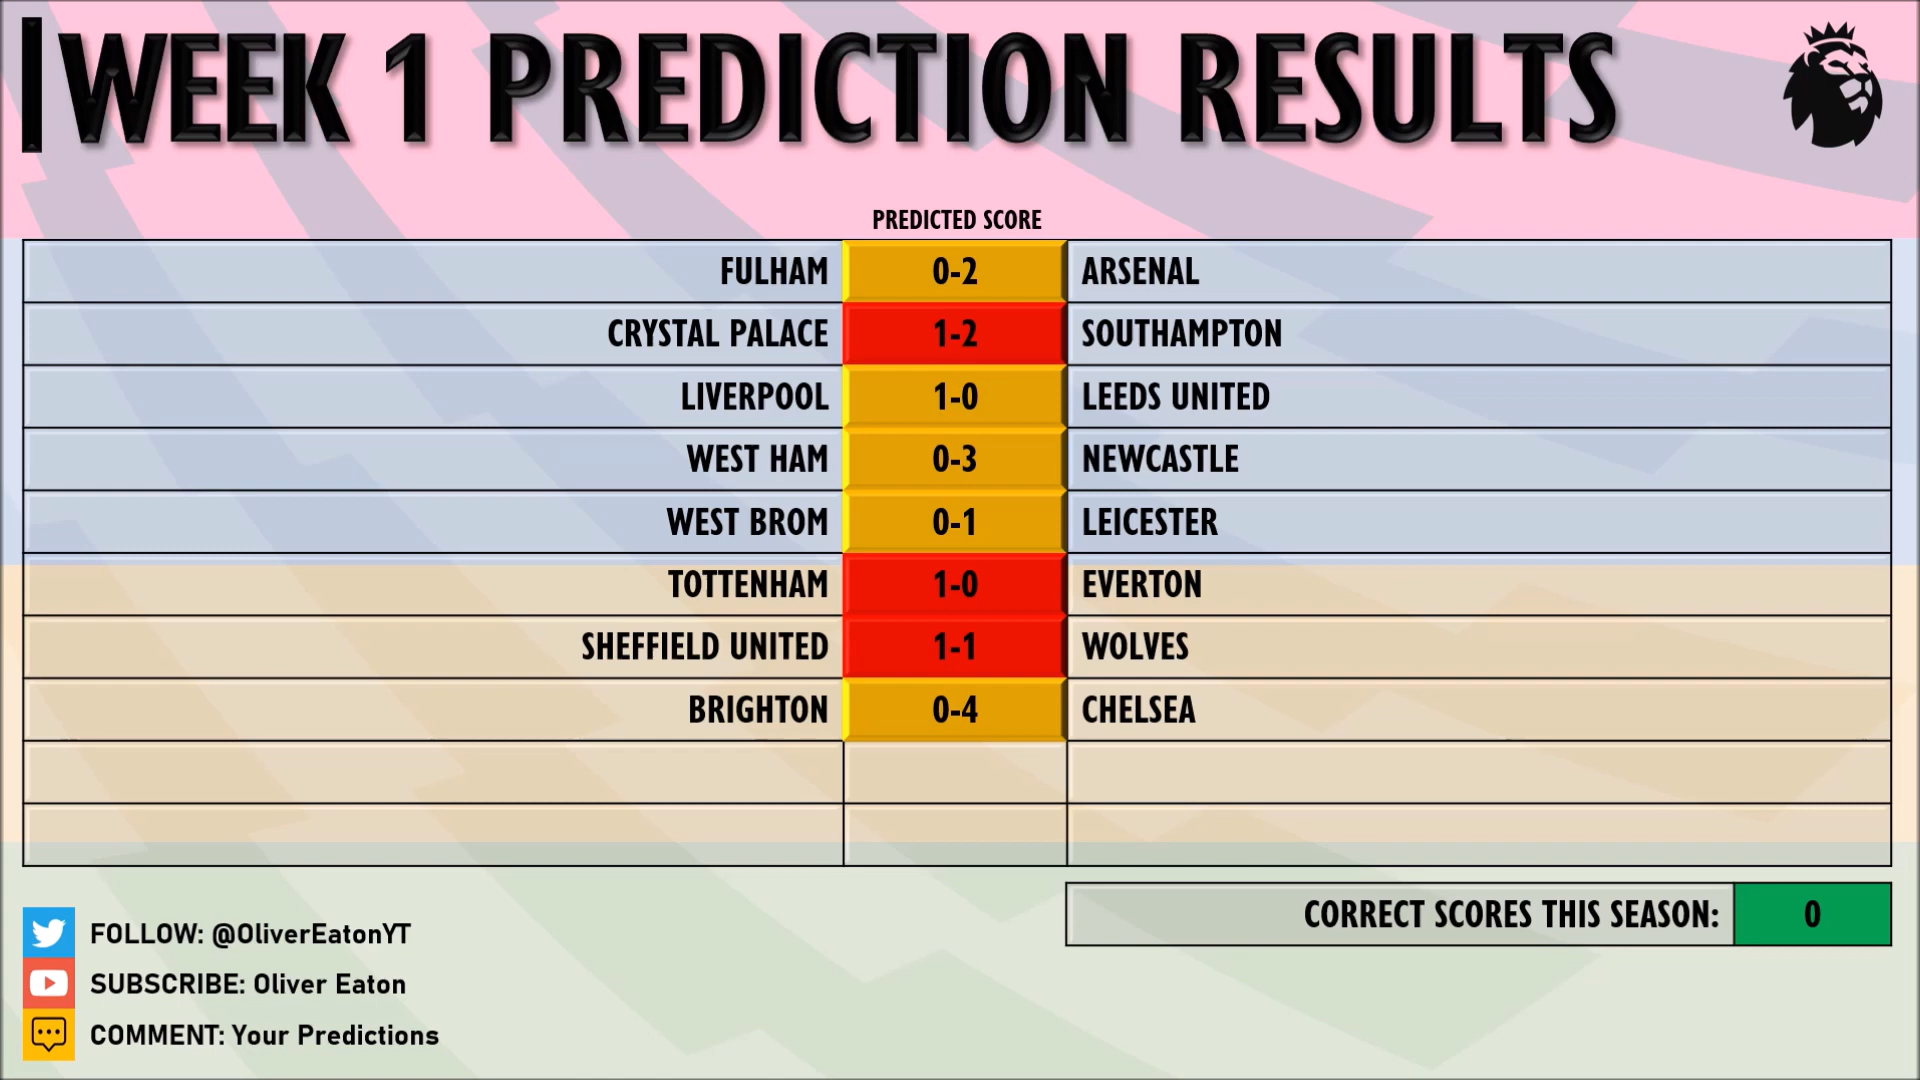 WEEK 1 PREDICTION RESULTS
PREDICTED SCORE
FULHAM 0-2 ARSENAL
CRYSTAL PALACE 1-2 SOUTHAMPTON
LIVERPOOL 1-0 LEEDS UNITED
WEST HAM 0-3 NEWCASTLE
WEST BROM 0-1 LEICESTER
TOTTENHAM 1-0 EVERTON
SHEFFIELD UNITED 1-1 WOLVES
BRIGHTON 0-4 CHELSEA
CORRECT SCORES THIS SEASON: 0
FOLLOW: @OliverEatonYT
SUBSCRIBE: Oliver Eaton
COMMENT: Your Predictions